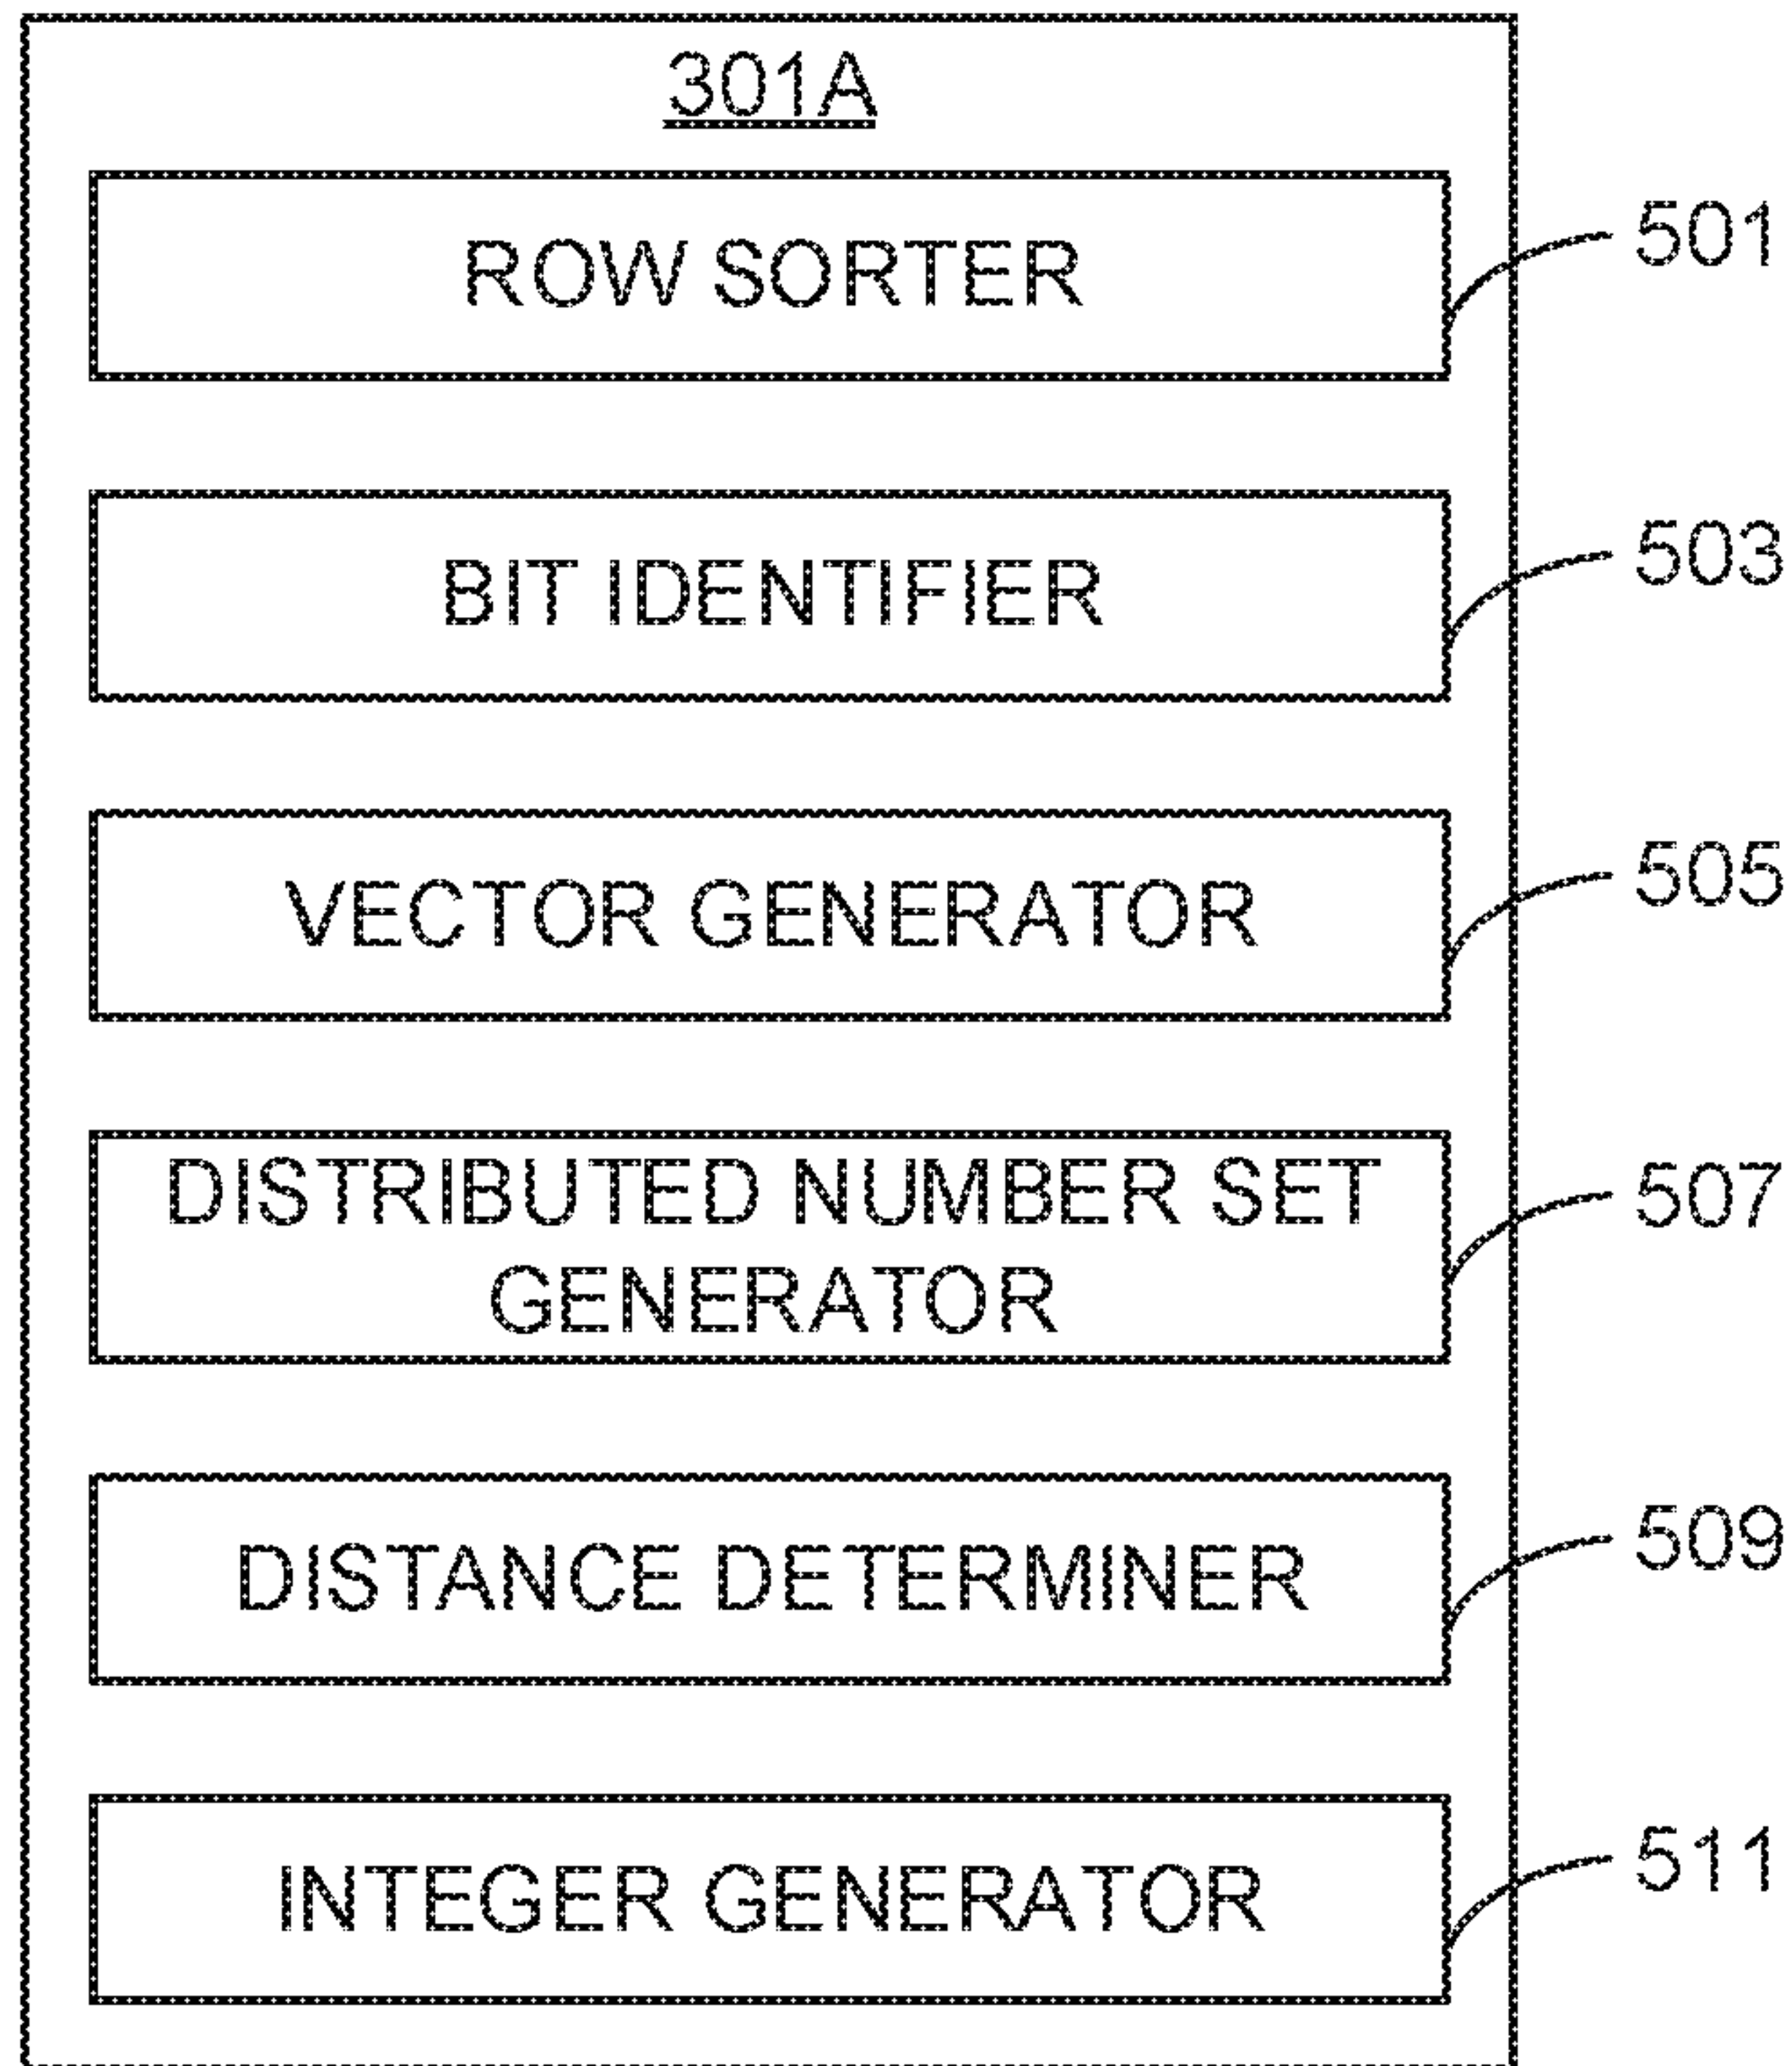 301A
ROW SORTER
501
BIT IDENTIFIER
503
VECTOR GENERATOR
505
DISTRIBUTED NUMBER SET
GENERATOR
507
DISTANCE DETERMINER
509
INTEGER GENERATOR
511